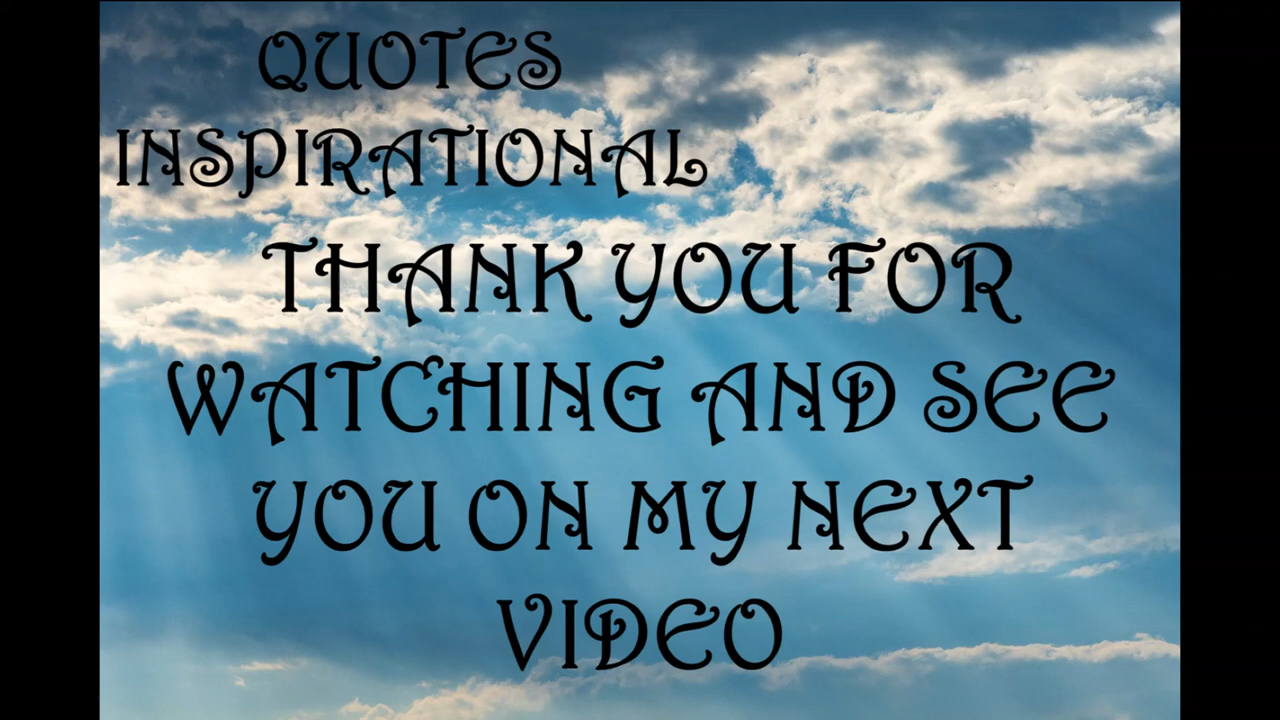 QUOTES
INSPIRATIONAL
THANK YOU FOR
WATCHING AND SEE
YOU ON MY NEXT
VIDEO